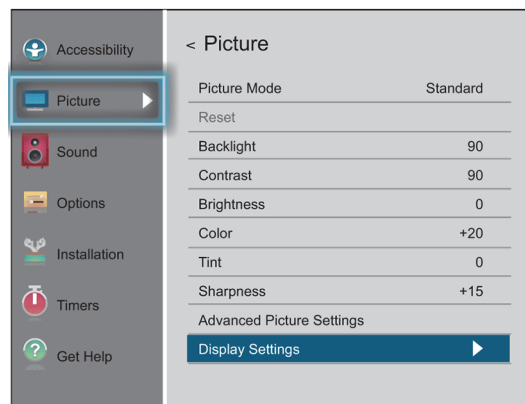 Accessibility
Picture
Sound
Options
Installation
Timers
Get Help
< Picture
Picture Mode Standard
Reset
Backlight 90
Contrast 90
Brightness 0
Color +20
Tint 0
Sharpness +15
Advanced Picture Settings
Display Settings